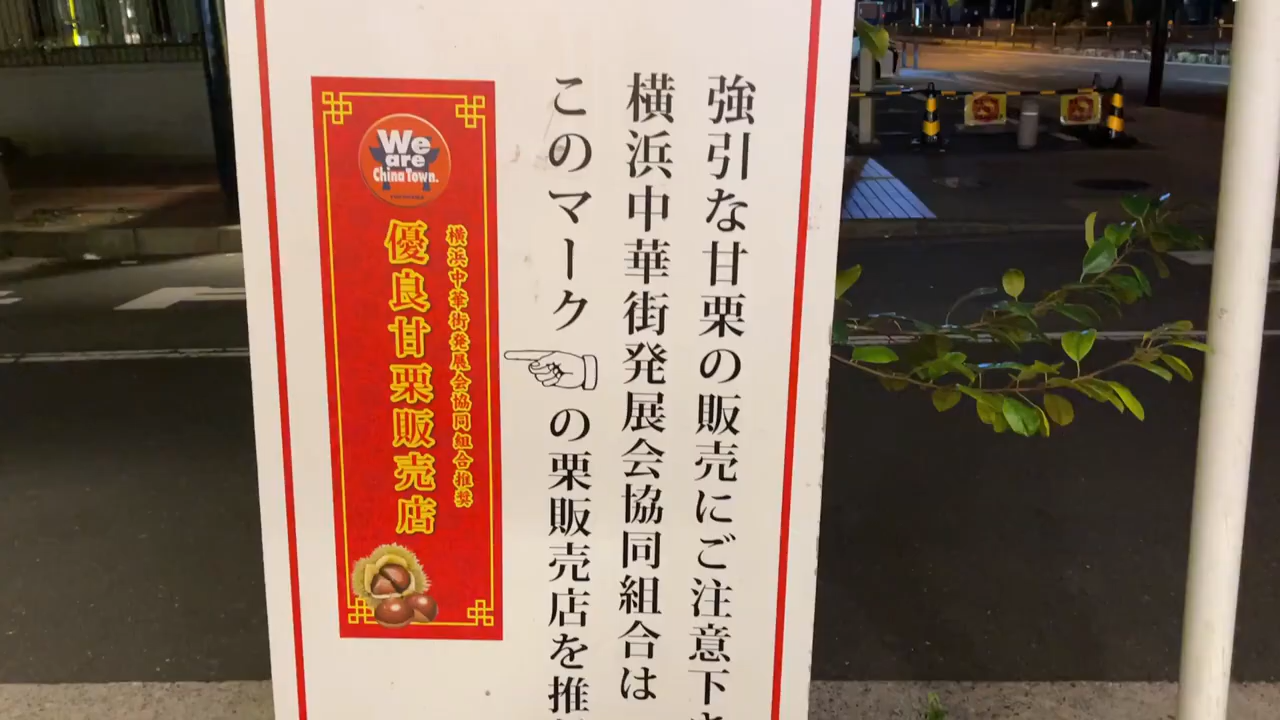 強引な甘栗の販売にご注意下さ
横浜中華街発展会協同組合は
このマーク
の栗販売店を推
We
are
China Town.
横浜中華街発展会協同組合推奨
優良甘栗販売店